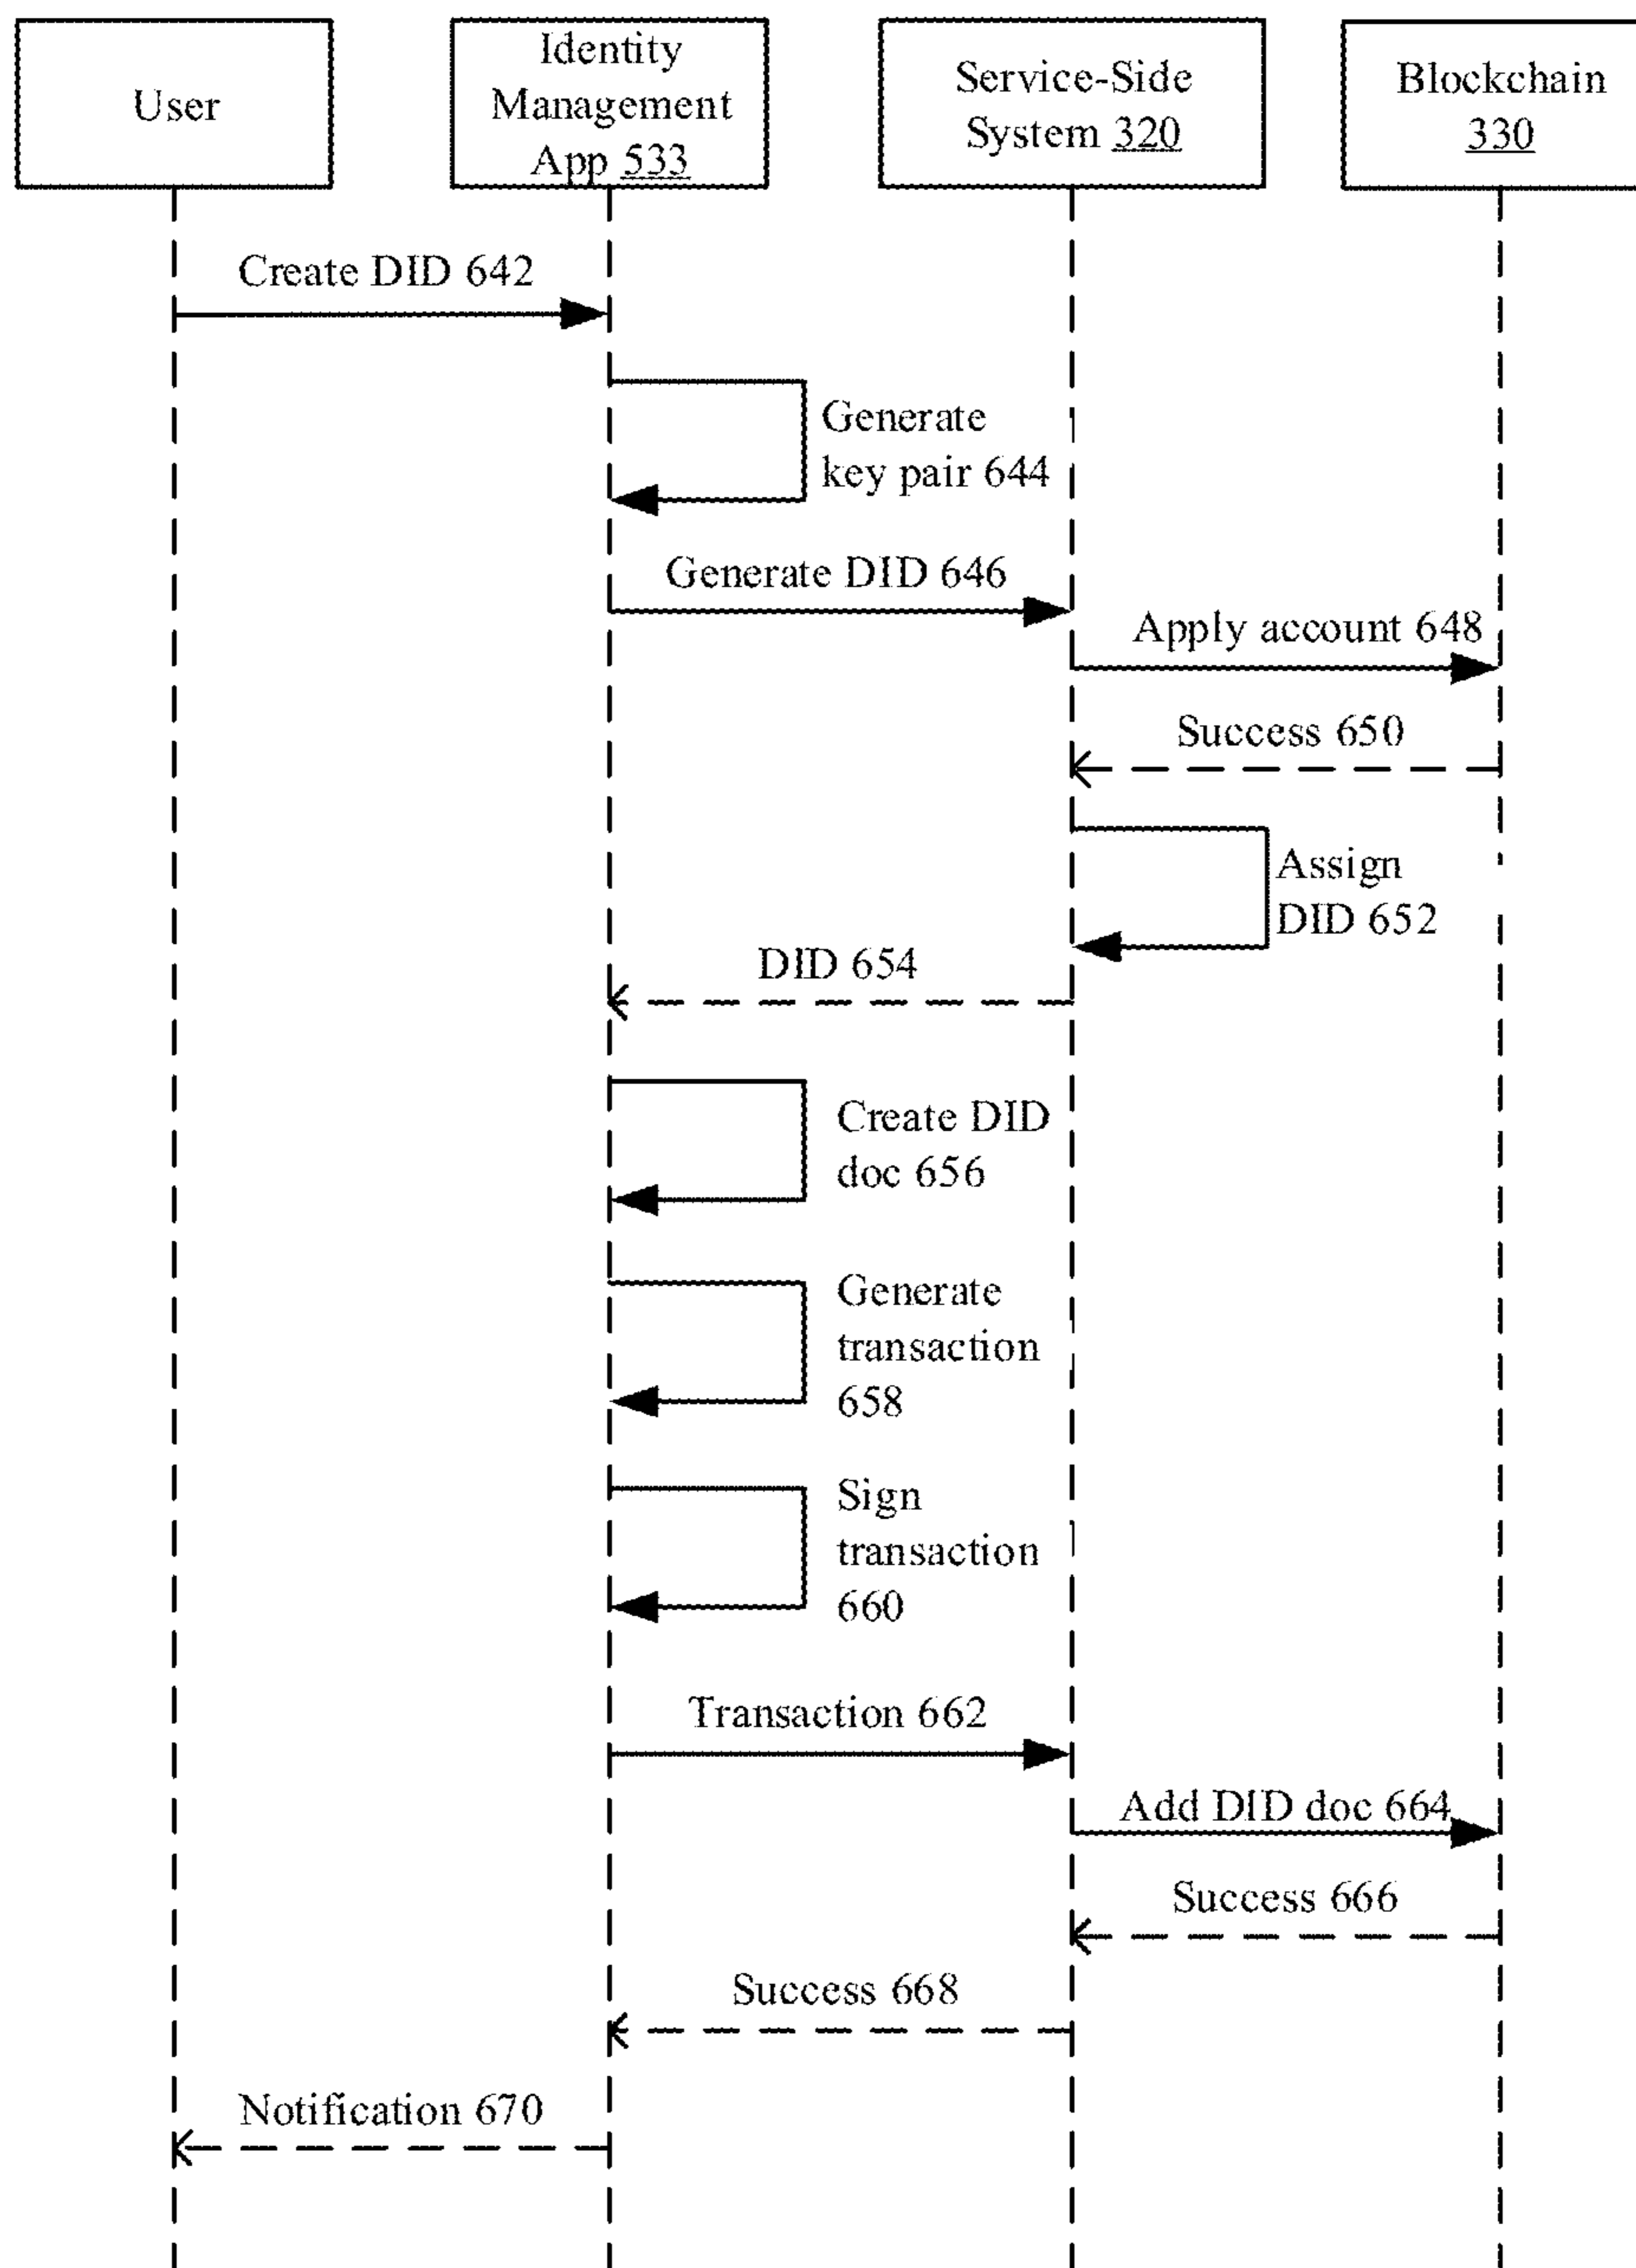 User
Identity
Management
App 533
Service-Side
System 320
Blockchain
330
Create DID 642
Generate
key pair 644
Generate DID 646
Apply account 648
Success 650
Assign
DID 652
DID 654
Create DID
doc 656
Generate
transaction
658
Sign
transaction
660
Transaction 662
Add DID doc 664
Success 666
Success 668
Notification 670